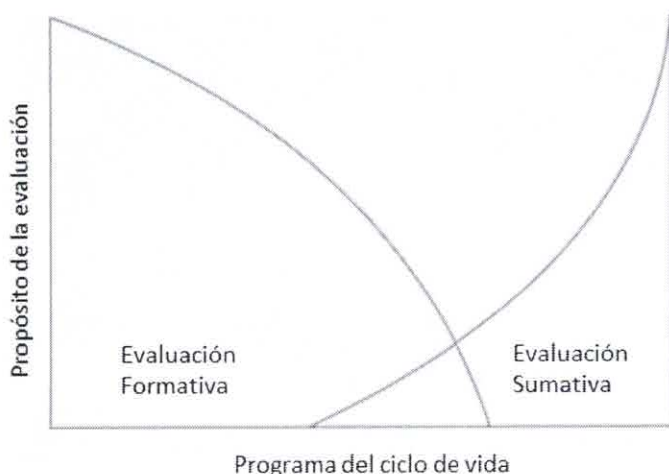 Propósito de la evaluación
Evaluación
Formativa
Evaluación
Sumativa
Programa del ciclo de vida